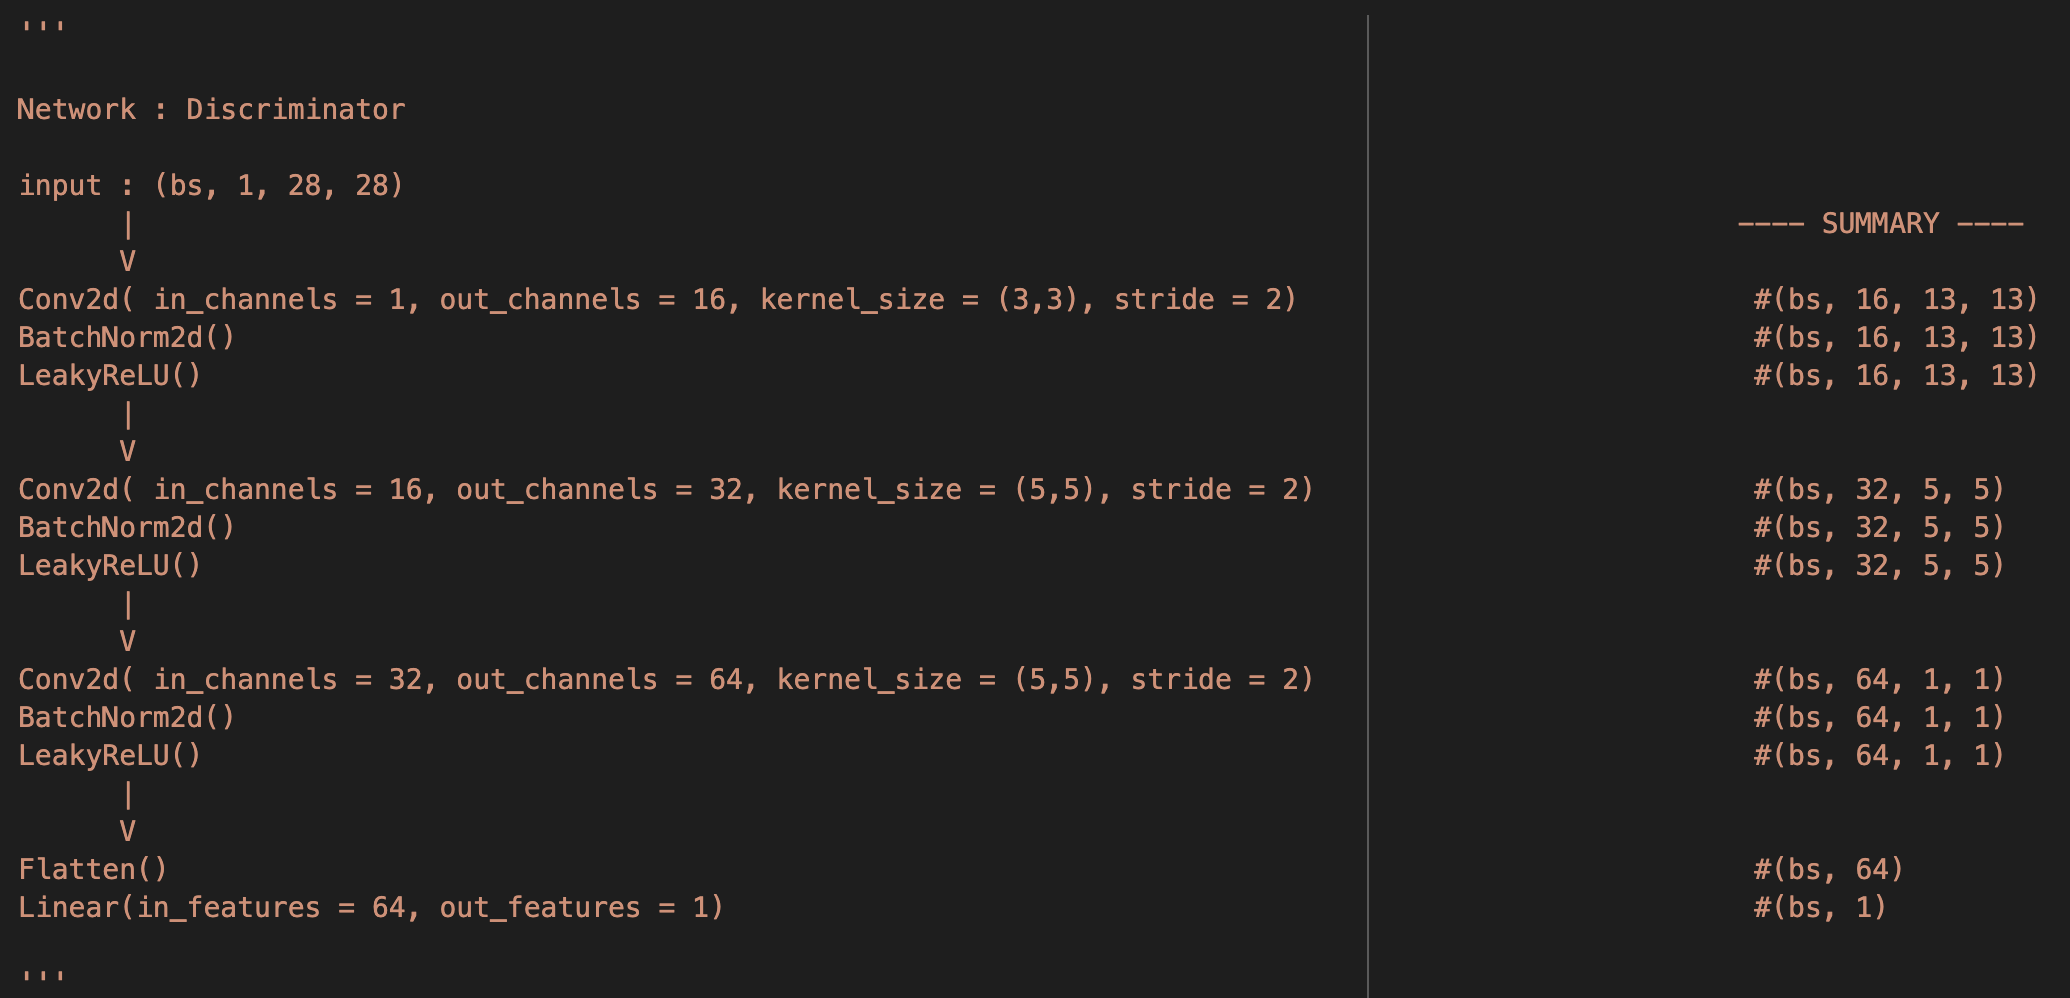 '''
Network : Discriminator
input : (bs, 1, 28, 28)
|
---- SUMMARY ----
V
Conv2d( in_channels = 1, out_channels = 16, kernel_size = (3,3), stride = 2) #(bs, 16, 13, 13)
BatchNorm2d() #(bs, 16, 13, 13)
LeakyReLU() #(bs, 16, 13, 13)
|
V
Conv2d( in_channels = 16, out_channels = 32, kernel_size = (5,5), stride = 2) #(bs, 32, 5, 5)
BatchNorm2d() #(bs, 32, 5, 5)
LeakyReLU() #(bs, 32, 5, 5)
|
V
Conv2d( in_channels = 32, out_channels = 64, kernel_size = (5,5), stride = 2) #(bs, 64, 1, 1)
BatchNorm2d() #(bs, 64, 1, 1)
LeakyReLU() #(bs, 64, 1, 1)
|
V
Flatten() #(bs, 64)
Linear(in_features = 64, out_features = 1) #(bs, 1)
'''